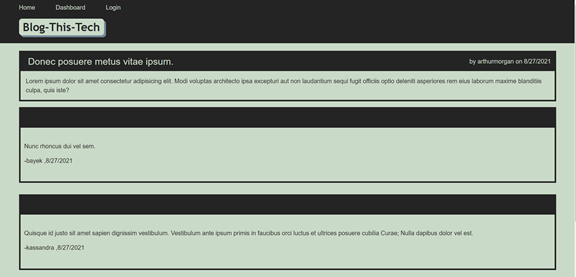 Home Dashboard Login
Blog-This-Tech
Donec posuere metus vitae ipsum. by arthurmorgan on 8/27/2021
Lorem ipsum dolor sit amet consectetur adipisicing elit. Modi voluptas architecto ipsa excepturi aut non laudantium sequi fugit officiis optio deleniti asperiores rem eius laborum maxime blanditiis
culpa, quis iste?
Nunc rhoncus dui vel sem.
-bayek ,8/27/2021
Quisque id justo sit amet sapien dignissim vestibulum. Vestibulum ante ipsum primis in faucibus orci luctus et ultrices posuere cubilia Curae; Nulla dapibus dolor vel est.
-kassandra ,8/27/2021